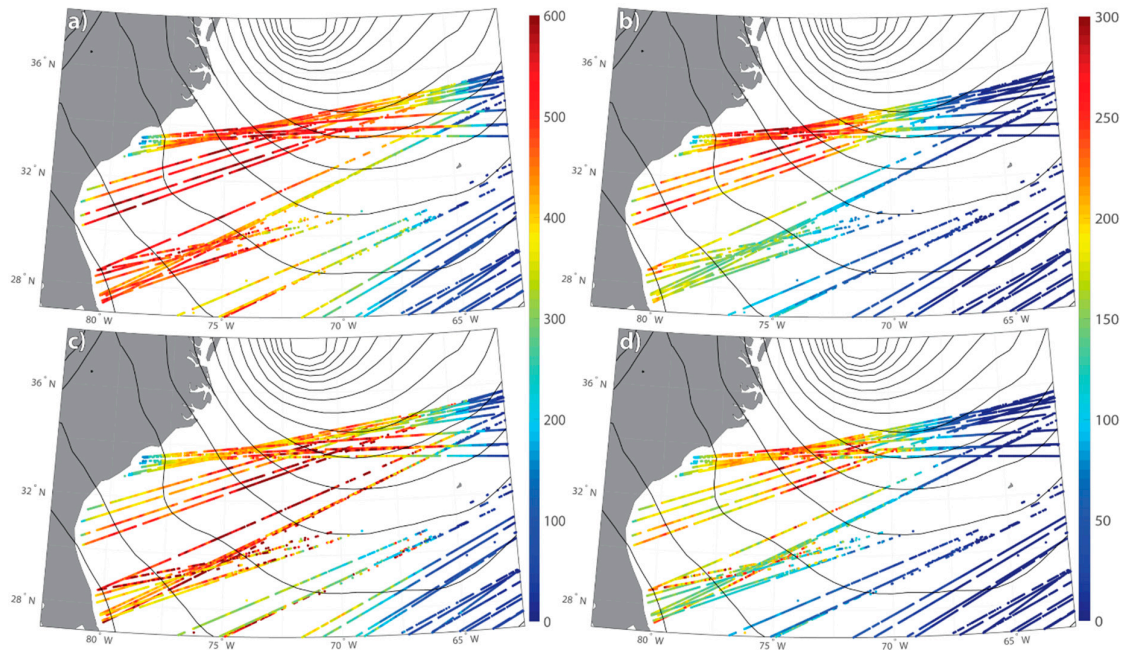 a)
36° N
32° N
28° N
80° W
75° W
70° W
65° W
600
500
400
300
200
100
0
b)
36° N
32° N
28° N
80° W
75° W
70° W
65° W
300
250
200
150
100
50
0
c)
36° N
32° N
28° N
80° W
75° W
70° W
65° W
d)
36° N
32° N
28° N
80° W
75° W
70° W
65° W